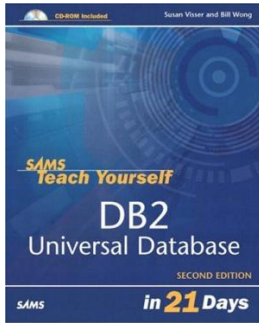 CD-ROM Included
Susan Visser and Bill Wong
SAMS
Teach Yourself
DB2
Universal Database
SECOND EDITION
SAMS
in 21 Days